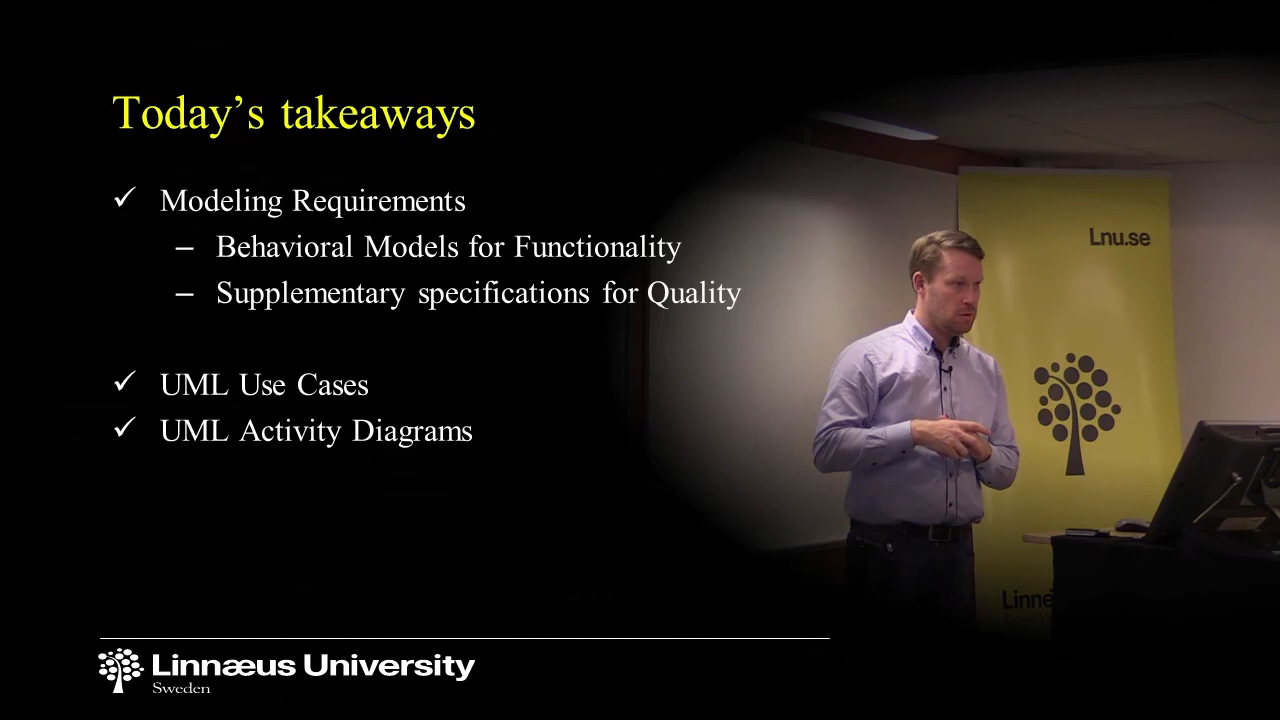 Today’s takeaways
✓ Modeling Requirements
– Behavioral Models for Functionality
– Supplementary specifications for Quality
✓ UML Use Cases
✓ UML Activity Diagrams
Lnu.se
Linnæus University
Sweden